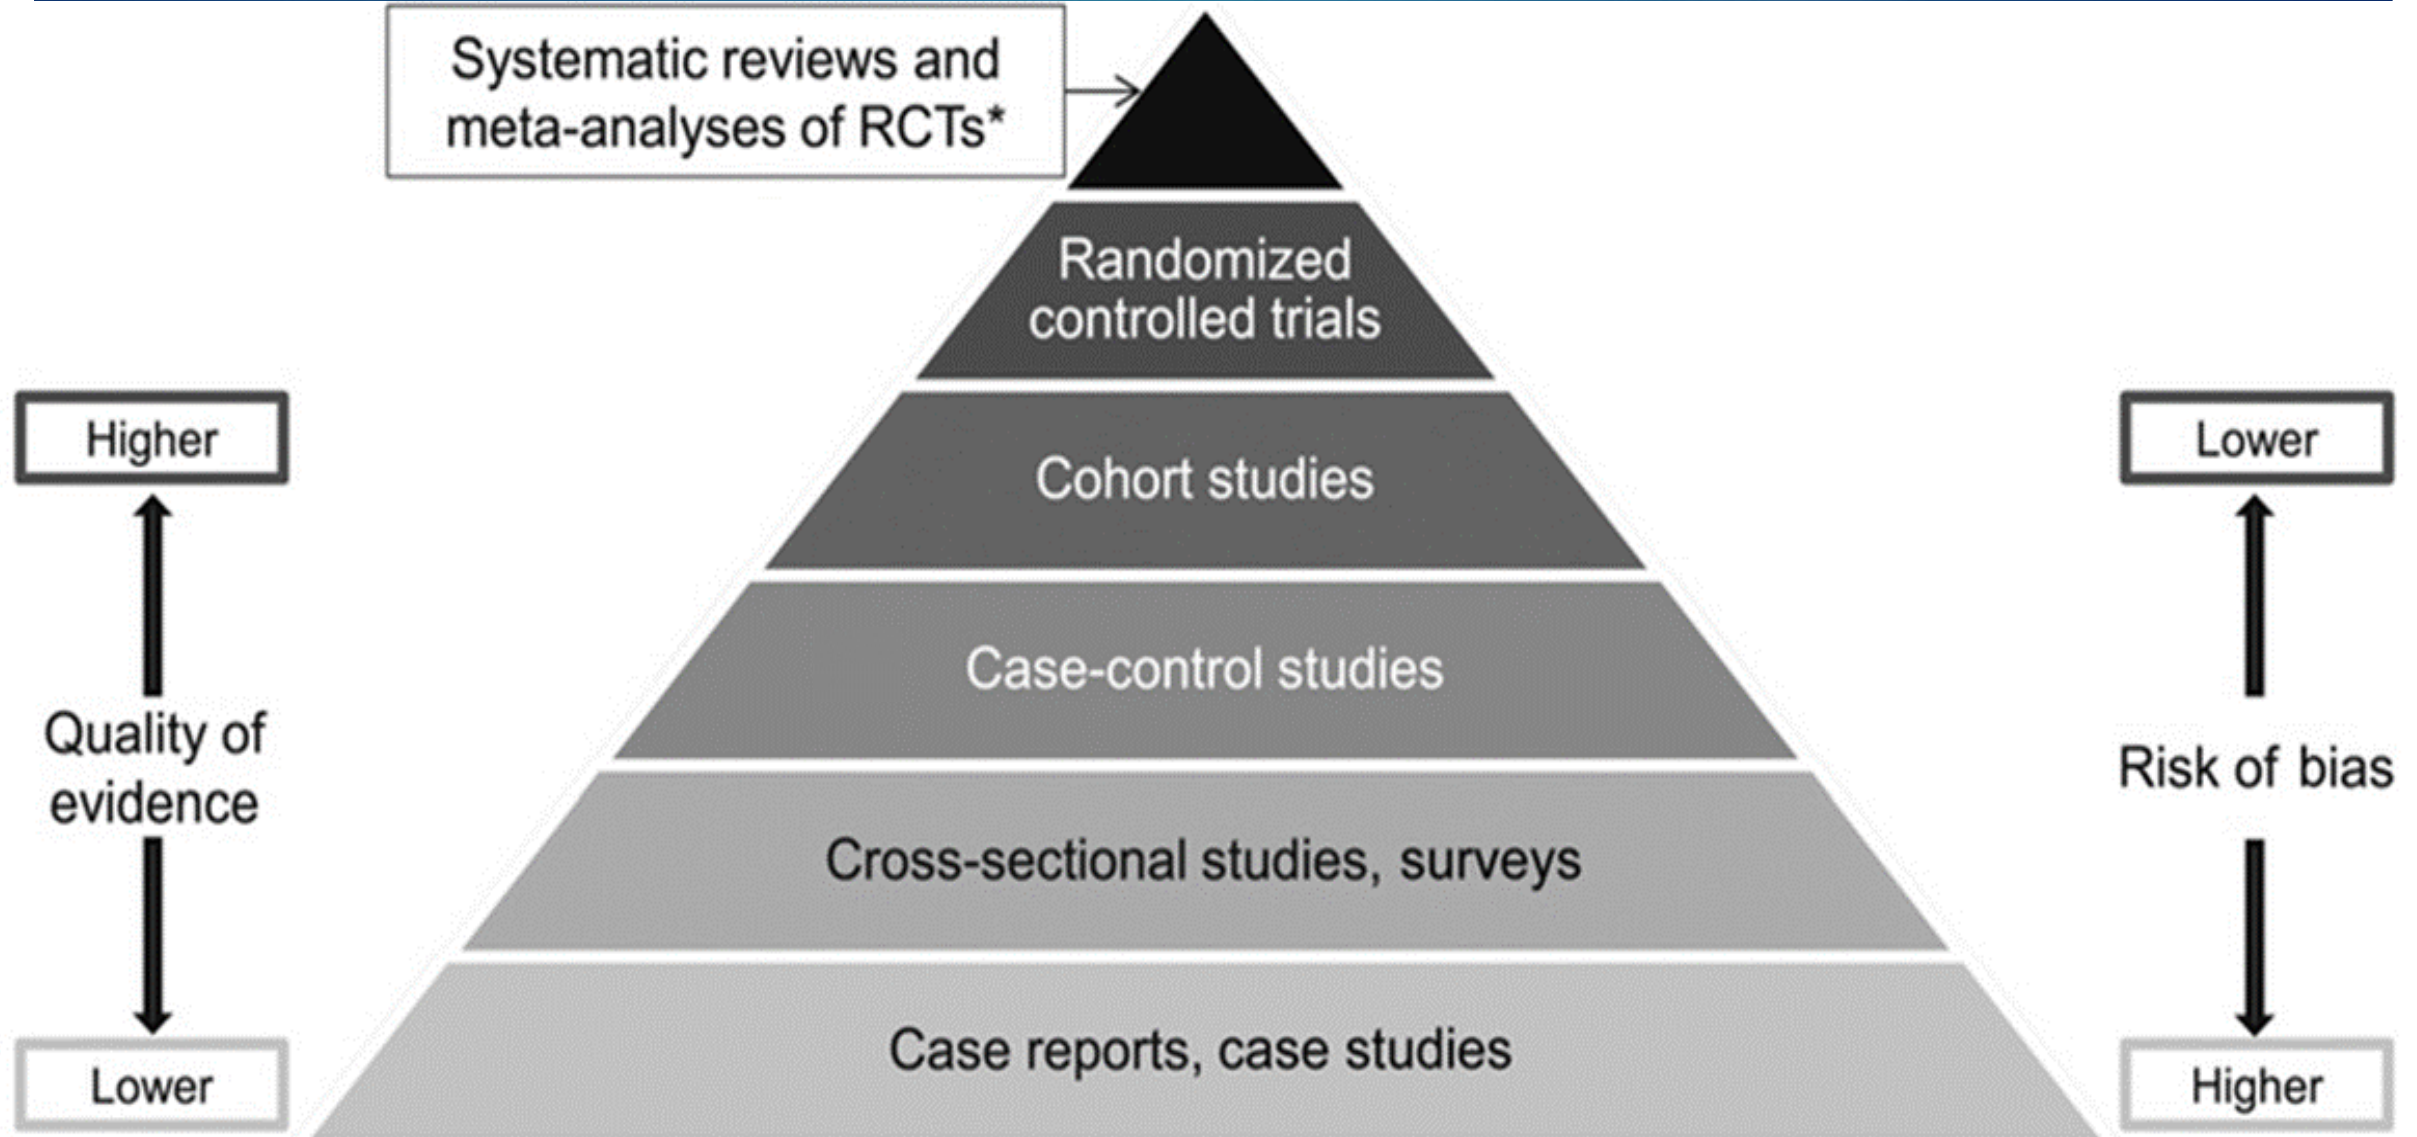 Systematic reviews and
meta-analyses of RCTs*
Randomized
controlled trials
Higher
Lower
Cohort studies
Case-control studies
Quality of
evidence
Risk of bias
Cross-sectional studies, surveys
Case reports, case studies
Lower
Higher